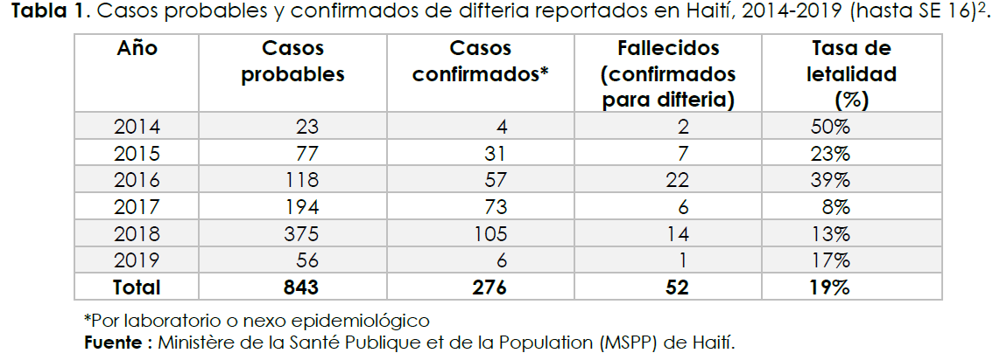 Tabla 1. Casos probables y confirmados de difteria reportados en Haití, 2014-2019 (hasta SE 16)2.
Año Casos probables Casos confirmados* Fallecidos (confirmados para difteria) Tasa de letalidad (%)
2014 23 4 2 50%
2015 77 31 7 23%
2016 118 57 22 39%
2017 194 73 6 8%
2018 375 105 14 13%
2019 56 6 1 17%
Total 843 276 52 19%
*Por laboratorio o nexo epidemiológico
Fuente : Ministère de la Santé Publique et de la Population (MSPP) de Haití.